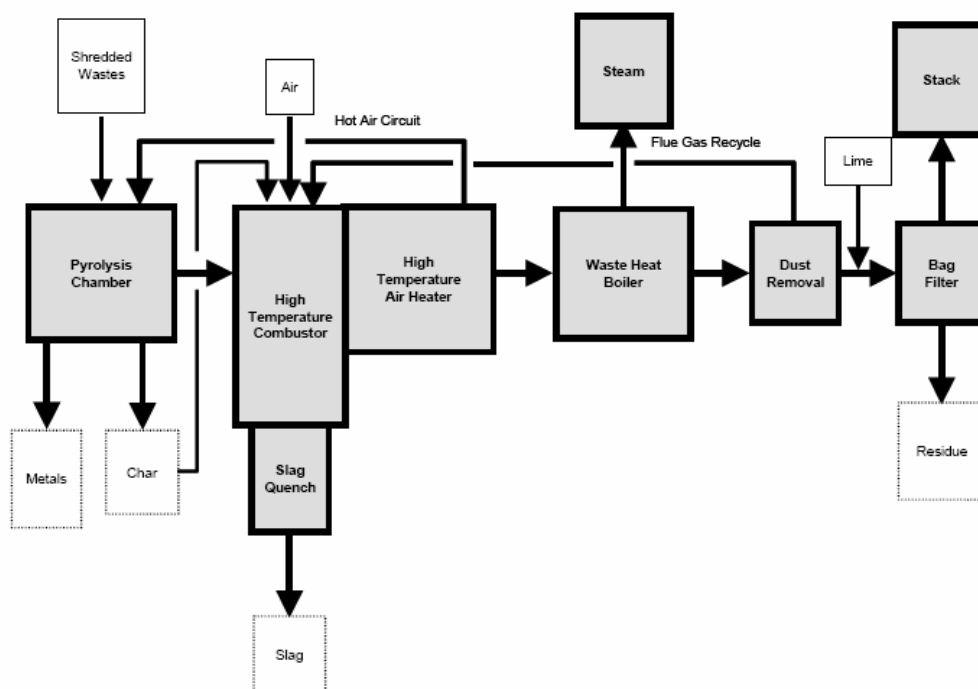 Shredded
Wastes
Air
Steam
Stack
Hot Air Circuit
Flue Gas Recycle
Lime
Pyrolysis
Chamber
High
Temperature
Combustor
High
Temperature
Air Heater
Waste Heat
Boiler
Dust
Removal
Bag
Filter
Metals
Char
Slag
Quench
Residue
Slag